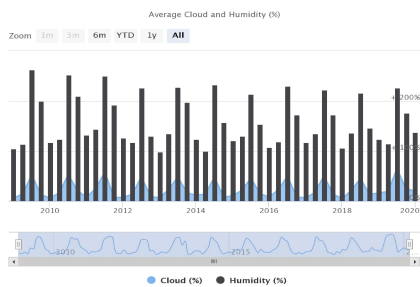 Average Cloud and Humidity (%)
Zoom 1m 3m 6m YTD 1y All
+200%
+100%
2010 2012 2014 2016 2018 2020
2010 2015
Cloud (%) Humidity (%)